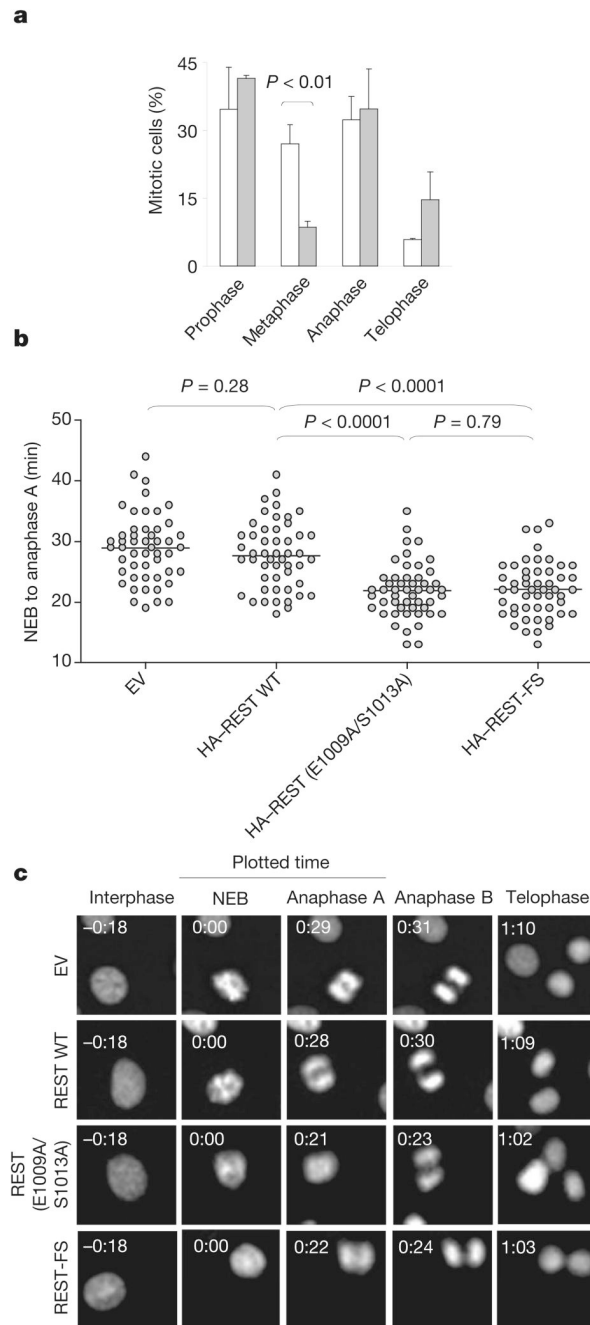 a
45
30
15
0
Mitotic cells (%)
P < 0.01
Prophase
Metaphase
Anaphase
Telophase
b
P = 0.28
P < 0.0001
P < 0.0001
P = 0.79
50
40
30
20
10
NEB to anaphase A (min)
EV
HA–REST WT
HA–REST (E1009A/S1013A)
HA–REST-FS
c
Plotted time
Interphase NEB Anaphase A Anaphase B Telophase
EV
–0:18 0:00 0:29 0:31 1:10
REST WT
–0:18 0:00 0:28 0:30 1:09
REST
(E1009A/
S1013A)
–0:18 0:00 0:21 0:23 1:02
REST-FS
–0:18 0:00 0:22 0:24 1:03